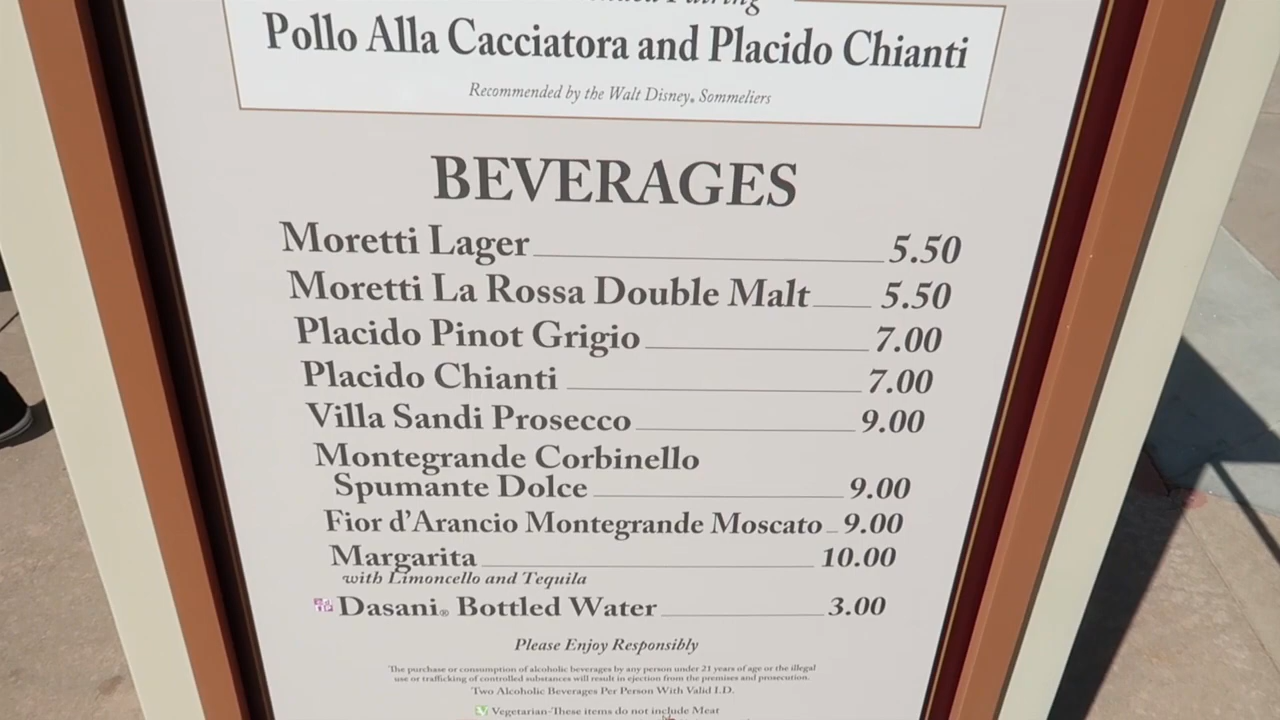 Pairing
Pollo Alla Cacciatora and Placido Chianti
Recommended by the Walt Disney® Sommeliers
BEVERAGES
Moretti Lager 5.50
Moretti La Rossa Double Malt 5.50
Placido Pinot Grigio 7.00
Placido Chianti 7.00
Villa Sandi Prosecco 9.00
Montegrande Corbinello
Spumante Dolce 9.00
Fior d'Arancio Montegrande Moscato 9.00
Margarita 10.00
with Limoncello and Tequila
Dasani® Bottled Water 3.00
Please Enjoy Responsibly
The purchase or consumption of alcoholic beverages by any person under 21 years of age or the illegal
use or trafficking of controlled substances will result in ejection from the premises and prosecution.
Two Alcoholic Beverages Per Person With Valid I.D.
Vegetarian-These items do not include Meat